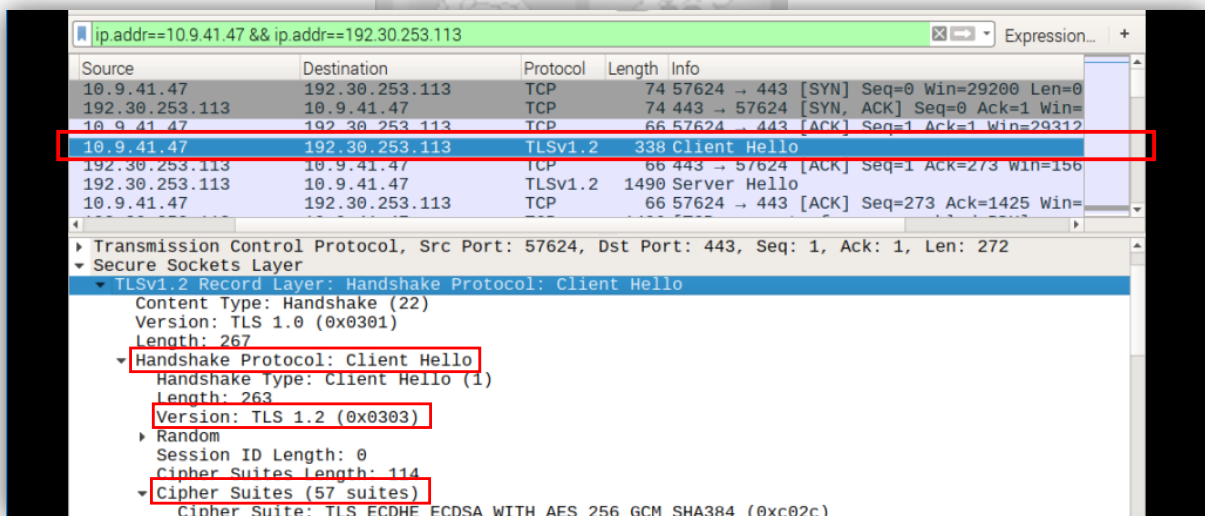 ip.addr==10.9.41.47 && ip.addr==192.30.253.113 Expression... +
Source Destination Protocol Length Info
10.9.41.47 192.30.253.113 TCP 74 57624 → 443 [SYN] Seq=0 Win=29200 Len=0
192.30.253.113 10.9.41.47 TCP 74 443 → 57624 [SYN, ACK] Seq=0 Ack=1 Win=
10.9.41.47 192.30.253.113 TCP 66 57624 → 443 [ACK] Seq=1 Ack=1 Win=29312
10.9.41.47 192.30.253.113 TLSv1.2 338 Client Hello
192.30.253.113 10.9.41.47 TCP 66 443 → 57624 [ACK] Seq=1 Ack=273 Win=156
192.30.253.113 10.9.41.47 TLSv1.2 1490 Server Hello
10.9.41.47 192.30.253.113 TCP 66 57624 → 443 [ACK] Seq=273 Ack=1425 Win=
Transmission Control Protocol, Src Port: 57624, Dst Port: 443, Seq: 1, Ack: 1, Len: 272
Secure Sockets Layer
TLSv1.2 Record Layer: Handshake Protocol: Client Hello
Content Type: Handshake (22)
Version: TLS 1.0 (0x0301)
Length: 267
Handshake Protocol: Client Hello
Handshake Type: Client Hello (1)
Length: 263
Version: TLS 1.2 (0x0303)
Random
Session ID Length: 0
Cipher Suites Length: 114
Cipher Suites (57 suites)
Cipher Suite: TLS_ECDHE_ECDSA_WITH_AES_256_GCM_SHA384 (0xc02c)